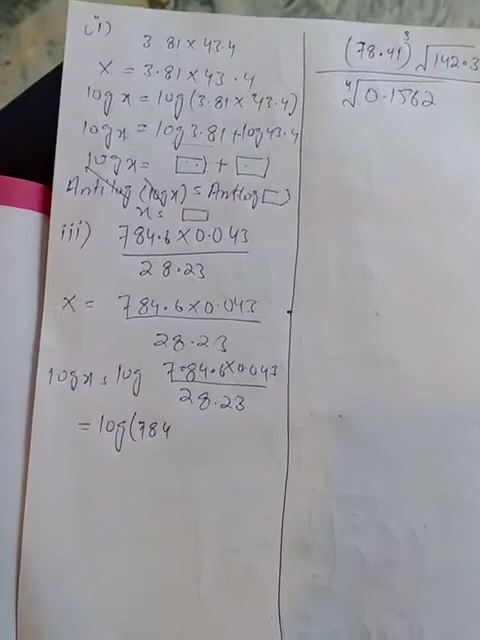 ii)
3.81 × 43.4
x = 3.81 × 43.4
log x = log(3.81 × 43.4)
log x = log 3.81 + log 43.4
log x = [..] + [..]
Antilog (log x) = Antlog [ ]
x = [ ]
iii) 784.6 × 0.043
28.23
x = 784.6 × 0.043
28.23
log x = log 784.6 × 0.043
28.23
= log(784
(78.41)³ √142.3
⁴√0.1562